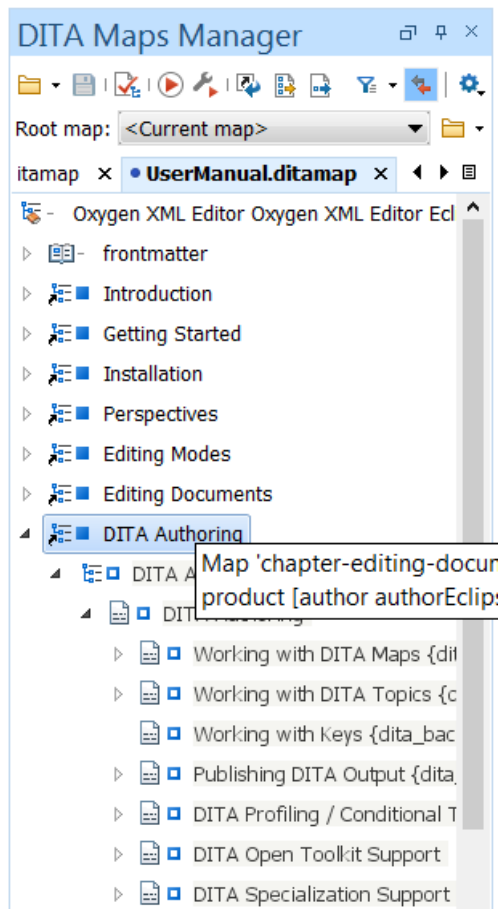 DITA Maps Manager
Root map: <Current map>
itamap x • UserManual.ditamap x
- Oxygen XML Editor Oxygen XML Editor Ecl
- frontmatter
Introduction
Getting Started
Installation
Perspectives
Editing Modes
Editing Documents
DITA Authoring
Map 'chapter-editing-docum
DITA A
product [author authorEclips
Working with DITA Maps {dit
Working with DITA Topics {c
Working with Keys {dita_bac
Publishing DITA Output {dita_
DITA Profiling / Conditional T
DITA Open Toolkit Support
DITA Specialization Support